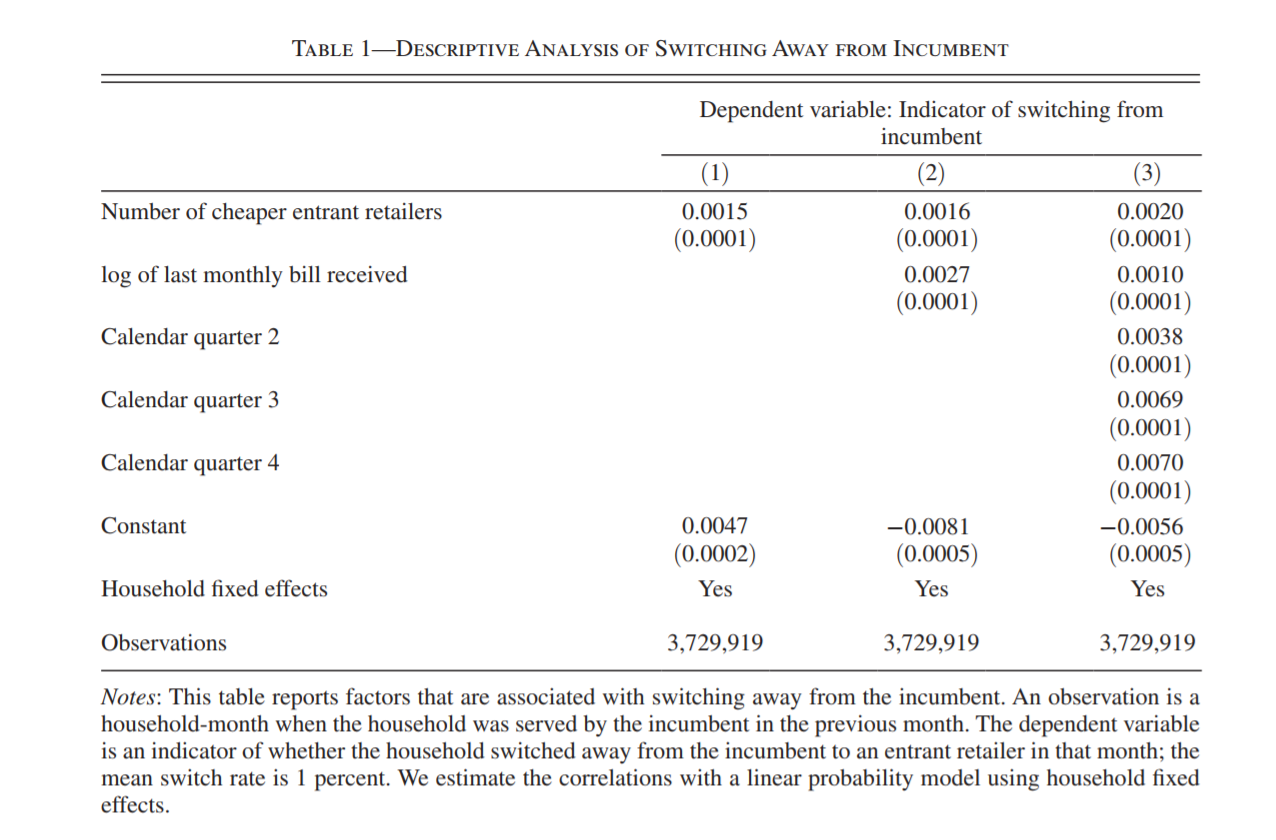 TABLE 1—DESCRIPTIVE ANALYSIS OF SWITCHING AWAY FROM INCUMBENT
Dependent variable: Indicator of switching from
incumbent
(1) (2) (3)
Number of cheaper entrant retailers 0.0015 0.0016 0.0020
(0.0001) (0.0001) (0.0001)
log of last monthly bill received 0.0027 0.0010
(0.0001) (0.0001)
Calendar quarter 2 0.0038
(0.0001)
Calendar quarter 3 0.0069
(0.0001)
Calendar quarter 4 0.0070
(0.0001)
Constant 0.0047 −0.0081 −0.0056
(0.0002) (0.0005) (0.0005)
Household fixed effects Yes Yes Yes
Observations 3,729,919 3,729,919 3,729,919
Notes: This table reports factors that are associated with switching away from the incumbent. An observation is a
household-month when the household was served by the incumbent in the previous month. The dependent variable
is an indicator of whether the household switched away from the incumbent to an entrant retailer in that month; the
mean switch rate is 1 percent. We estimate the correlations with a linear probability model using household fixed
effects.